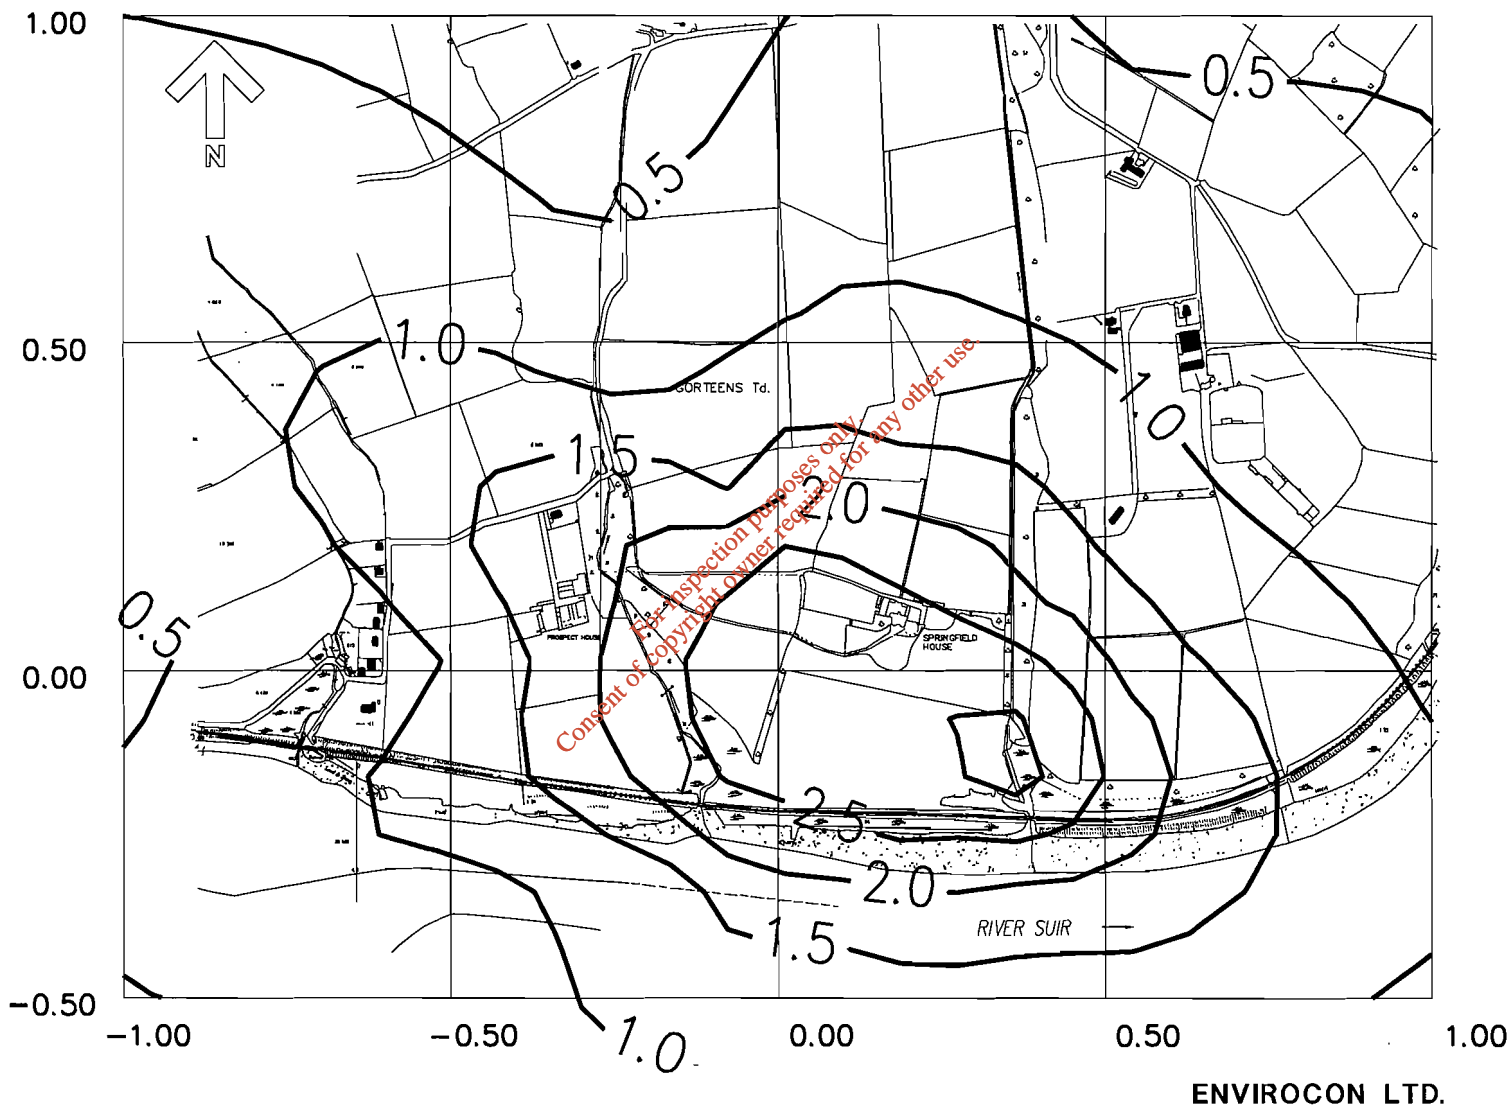 1.00
0.5
N
0.5
1.0
0.50
GORTEENS Td.
1.0
1.5
2.0
For inspection purposes only.
Consent of copyright owner required for any other use.
0.5
PROSPECT HOUSE
SPRINGFIELD
HOUSE
0.00
2.5
2.0
1.5
RIVER SUIR
-0.50
-1.00
-0.50
0.00
0.50
1.00
1.0
ENVIROCON LTD.